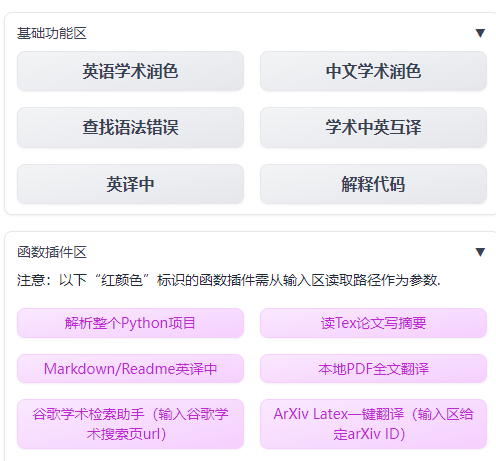 基础功能区 ▼
英语学术润色 中文学术润色
查找语法错误 学术中英互译
英译中 解释代码
函数插件区 ▼
注意：以下“红颜色”标识的函数插件需从输入区读取路径作为参数.
解析整个Python项目 读Tex论文写摘要
Markdown/Readme英译中 本地PDF全文翻译
谷歌学术检索助手（输入谷歌学
术搜索页url）
ArXiv Latex一键翻译（输入区给
定arXiv ID）